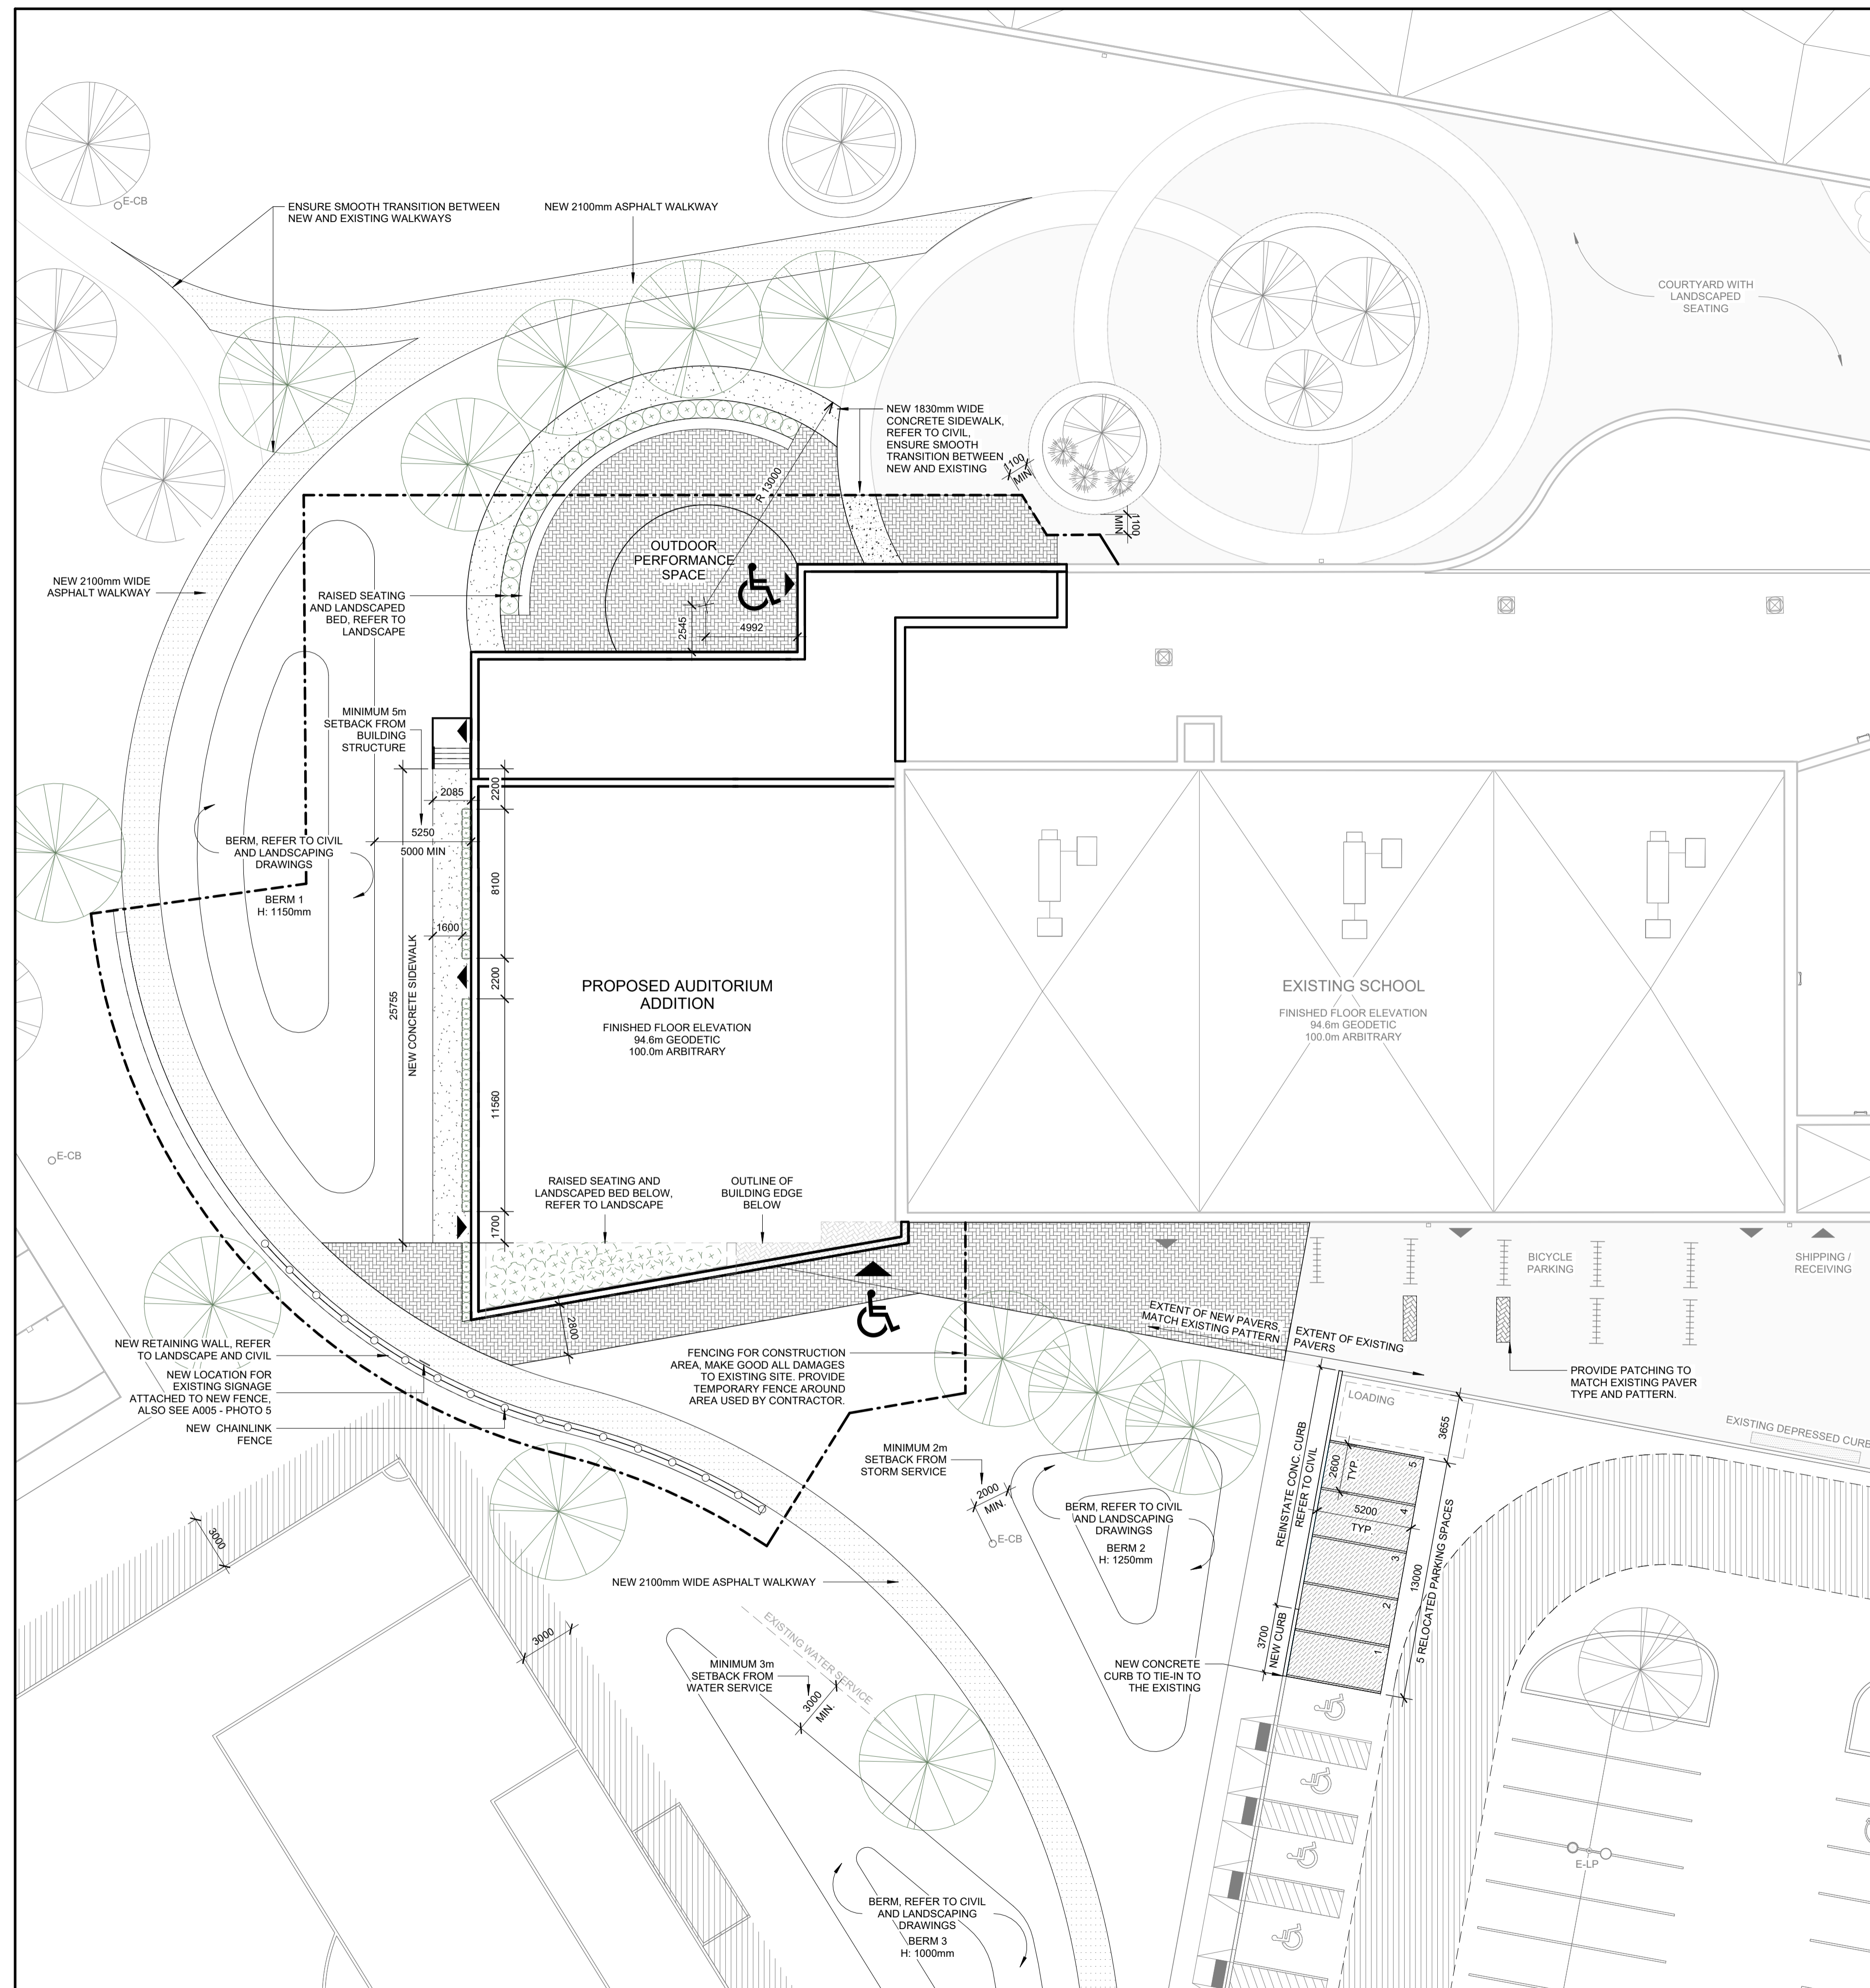 E-CB
ENSURE SMOOTH TRANSITION BETWEEN
NEW AND EXISTING WALKWAYS
NEW 2100mm ASPHALT WALKWAY
COURTYARD WITH
LANDSCAPED
SEATING
NEW 1830mm WIDE
CONCRETE SIDEWALK,
REFER TO CIVIL,
ENSURE SMOOTH
TRANSITION BETWEEN
NEW AND EXISTING
1100
MIN
1100
MIN
R 13000
OUTDOOR
PERFORMANCE
SPACE
2545
4992
NEW 2100mm WIDE
ASPHALT WALKWAY
RAISED SEATING
AND LANDSCAPED
BED, REFER TO
LANDSCAPE
MINIMUM 5m
SETBACK FROM
BUILDING
STRUCTURE
2085
2200
5250
5000 MIN
BERM, REFER TO CIVIL
AND LANDSCAPING
DRAWINGS
BERM 1
H: 1150mm
8100
1600
2200
25755
NEW CONCRETE SIDEWALK
11560
1700
PROPOSED AUDITORIUM
ADDITION
FINISHED FLOOR ELEVATION
94.6m GEODETIC
100.0m ARBITRARY
EXISTING SCHOOL
FINISHED FLOOR ELEVATION
94.6m GEODETIC
100.0m ARBITRARY
E-CB
RAISED SEATING AND
LANDSCAPED BED BELOW,
REFER TO LANDSCAPE
OUTLINE OF
BUILDING EDGE
BELOW
BICYCLE
PARKING
SHIPPING /
RECEIVING
2800
EXTENT OF NEW PAVERS,
MATCH EXISTING PATTERN
EXTENT OF EXISTING
PAVERS
NEW RETAINING WALL, REFER
TO LANDSCAPE AND CIVIL
NEW LOCATION FOR
EXISTING SIGNAGE
ATTACHED TO NEW FENCE,
ALSO SEE A005 - PHOTO 5
NEW CHAINLINK
FENCE
FENCING FOR CONSTRUCTION
AREA, MAKE GOOD ALL DAMAGES
TO EXISTING SITE. PROVIDE
TEMPORARY FENCE AROUND
AREA USED BY CONTRACTOR.
PROVIDE PATCHING TO
MATCH EXISTING PAVER
TYPE AND PATTERN.
LOADING
3655
EXISTING DEPRESSED CURB
MINIMUM 2m
SETBACK FROM
STORM SERVICE
2000
MIN.
E-CB
REINSTATE CONC. CURB
REFER TO CIVIL
2600
TYP.
5
4
5200
TYP.
3
2
1
13000
5 RELOCATED PARKING SPACES
BERM, REFER TO CIVIL
AND LANDSCAPING
DRAWINGS
BERM 2
H: 1250mm
3000
3000
NEW 2100mm WIDE ASPHALT WALKWAY
EXISTING WATER SERVICE
MINIMUM 3m
SETBACK FROM
WATER SERVICE
3000
MIN.
3700
NEW CURB
NEW CONCRETE
CURB TO TIE-IN TO
THE EXISTING
E-LP
BERM, REFER TO CIVIL
AND LANDSCAPING
DRAWINGS
BERM 3
H: 1000mm